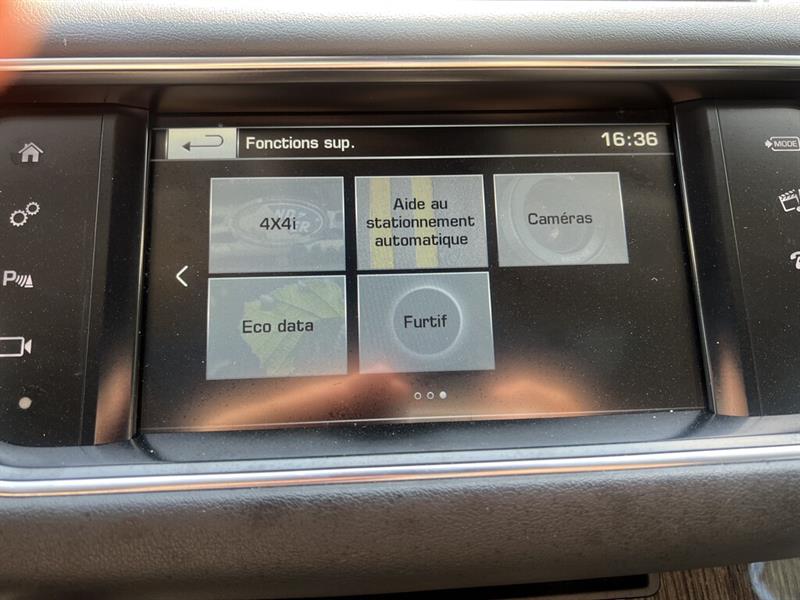 Fonctions sup.
16:36
MODE
4X4i
Aide au
stationnement
automatique
Caméras
P
Eco data
Furtif